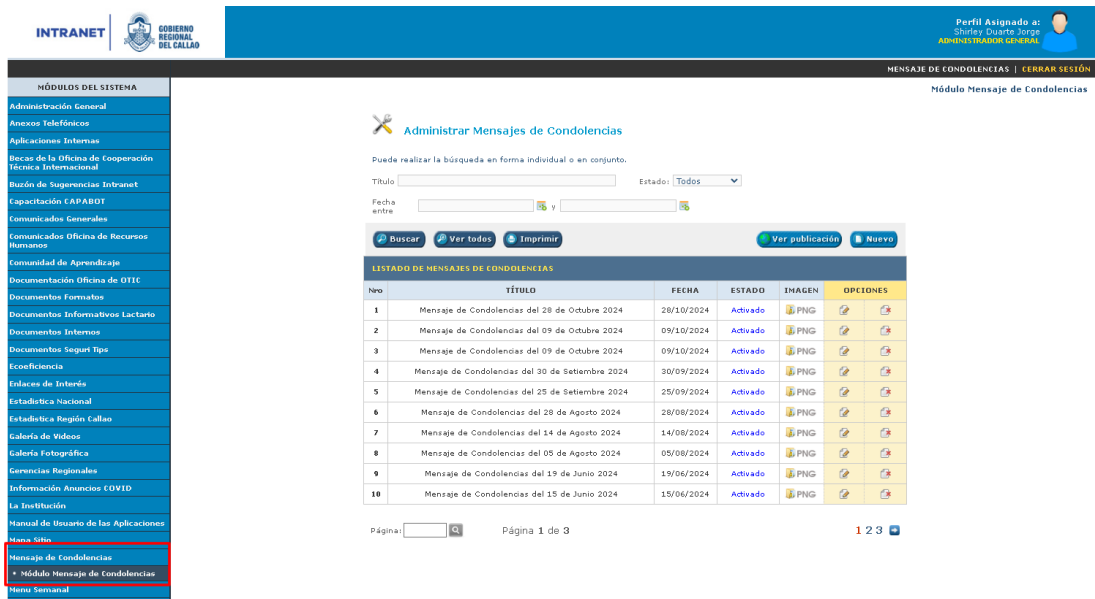 INTRANET
GOBIERNO
REGIONAL
DEL CALLAO
Perfil Asignado a:
Shirley Duarte Jorge
ADMINISTRADOR GENERAL
MENSAJE DE CONDOLENCIAS | CERRAR SESIÓN
MÓDULOS DEL SISTEMA
Administración General
Anexos Telefónicos
Aplicaciones Internas
Becas de la Oficina de Cooperación
Técnica Internacional
Buzón de Sugerencias Intranet
Capacitación CAPABOT
Comunicados Generales
Comunicados Oficina de Recursos
Humanos
Comunidad de Aprendizaje
Documentación Oficina de OTIC
Documentos Formatos
Documentos Informativos Lactario
Documentos Internos
Documentos Seguri Tips
Ecoeficiencia
Enlaces de Interés
Estadistica Nacional
Estadistica Región Callao
Galería de Videos
Galería Fotográfica
Gerencias Regionales
Información Anuncios COVID
La Institución
Manual de Usuario de las Aplicaciones
Mapa Sitio
Mensaje de Condolencias
• Módulo Mensaje de Condolencias
Menu Semanal
Módulo Mensaje de Condolencias
Administrar Mensajes de Condolencias
Puede realizar la búsqueda en forma individual o en conjunto.
Título Estado: Todos
Fecha
entre y
Buscar Ver todos Imprimir Ver publicación Nuevo
LISTADO DE MENSAJES DE CONDOLENCIAS
Nro TÍTULO FECHA ESTADO IMAGEN OPCIONES
1 Mensaje de Condolencias del 28 de Octubre 2024 28/10/2024 Activado PNG
2 Mensaje de Condolencias del 09 de Octubre 2024 09/10/2024 Activado PNG
3 Mensaje de Condolencias del 09 de Octubre 2024 09/10/2024 Activado PNG
4 Mensaje de Condolencias del 30 de Setiembre 2024 30/09/2024 Activado PNG
5 Mensaje de Condolencias del 25 de Setiembre 2024 25/09/2024 Activado PNG
6 Mensaje de Condolencias del 28 de Agosto 2024 28/08/2024 Activado PNG
7 Mensaje de Condolencias del 14 de Agosto 2024 14/08/2024 Activado PNG
8 Mensaje de Condolencias del 05 de Agosto 2024 05/08/2024 Activado PNG
9 Mensaje de Condolencias del 19 de Junio 2024 19/06/2024 Activado PNG
10 Mensaje de Condolencias del 15 de Junio 2024 15/06/2024 Activado PNG
Página: Página 1 de 3 1 2 3